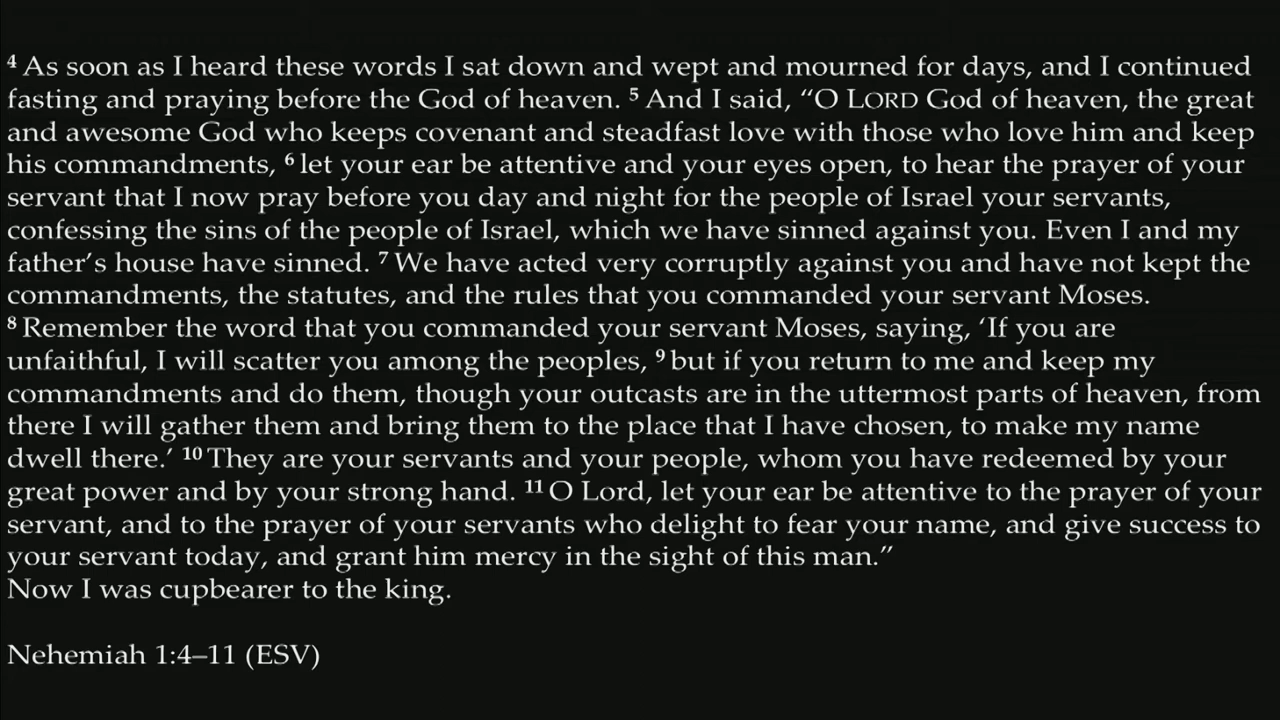 4 As soon as I heard these words I sat down and wept and mourned for days, and I continued
fasting and praying before the God of heaven. 5 And I said, “O LORD God of heaven, the great
and awesome God who keeps covenant and steadfast love with those who love him and keep
his commandments, 6 let your ear be attentive and your eyes open, to hear the prayer of your
servant that I now pray before you day and night for the people of Israel your servants,
confessing the sins of the people of Israel, which we have sinned against you. Even I and my
father’s house have sinned. 7 We have acted very corruptly against you and have not kept the
commandments, the statutes, and the rules that you commanded your servant Moses.
8 Remember the word that you commanded your servant Moses, saying, ‘If you are
unfaithful, I will scatter you among the peoples, 9 but if you return to me and keep my
commandments and do them, though your outcasts are in the uttermost parts of heaven, from
there I will gather them and bring them to the place that I have chosen, to make my name
dwell there.’ 10 They are your servants and your people, whom you have redeemed by your
great power and by your strong hand. 11 O Lord, let your ear be attentive to the prayer of your
servant, and to the prayer of your servants who delight to fear your name, and give success to
your servant today, and grant him mercy in the sight of this man.”
Now I was cupbearer to the king.
Nehemiah 1:4–11 (ESV)